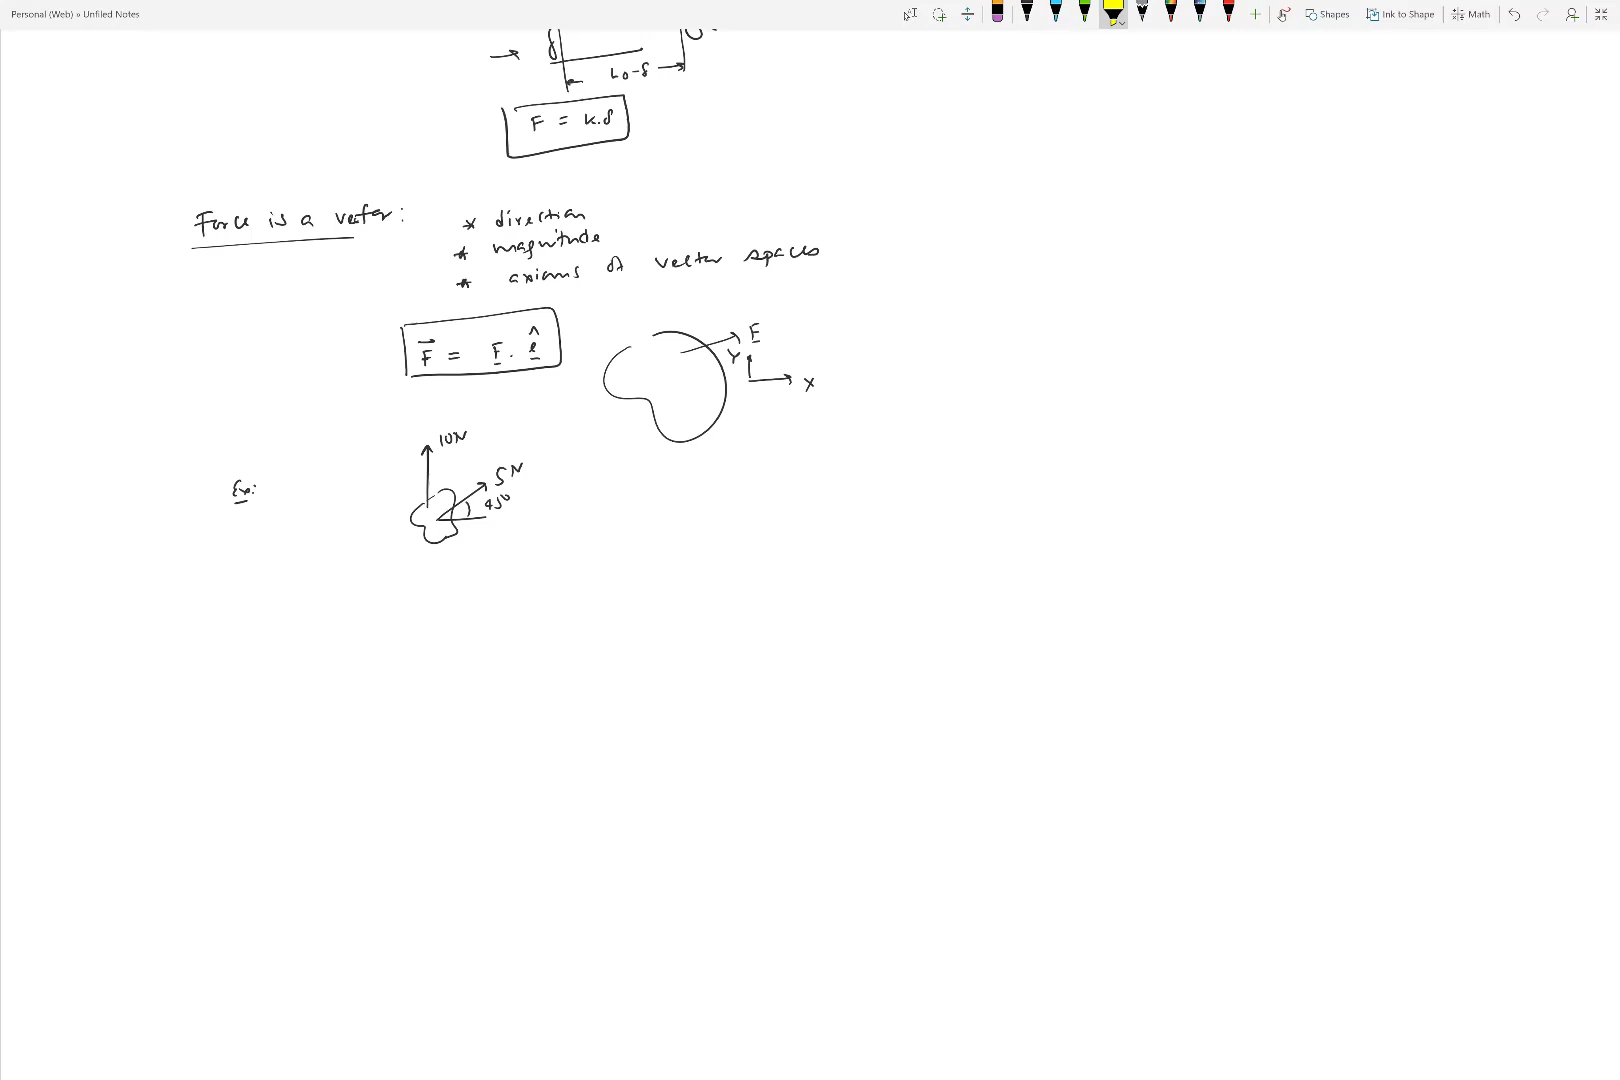 Personal (Web) » Unfiled Notes
Shapes
Ink to Shape
Math
L₀-δ
F = k.δ
Force is a vector:
* direction
* magnitude
* axioms of vector spaces
F
F⃗ = F . ê
Y
X
10N
5N
Ex:
45°